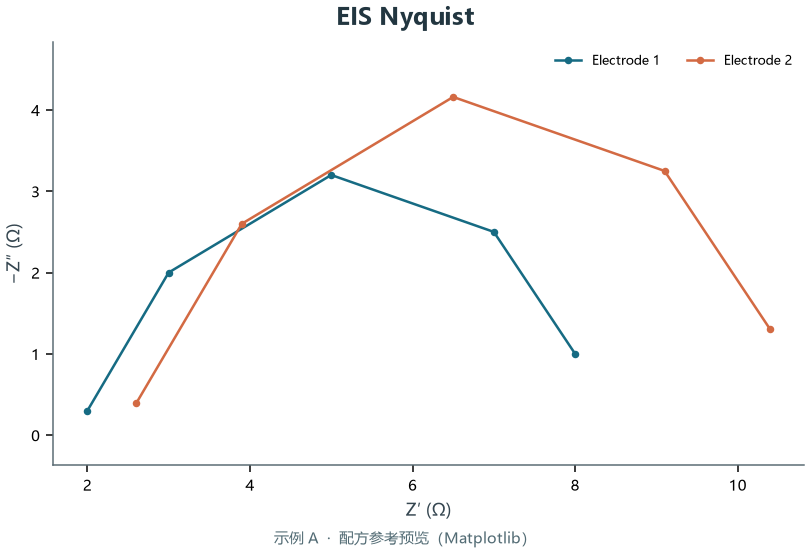 EIS Nyquist
Electrode 1
Electrode 2
−Z″ (Ω)
4
3
2
1
0
2
4
6
8
10
Z′ (Ω)
示例 A · 配方参考预览（Matplotlib）